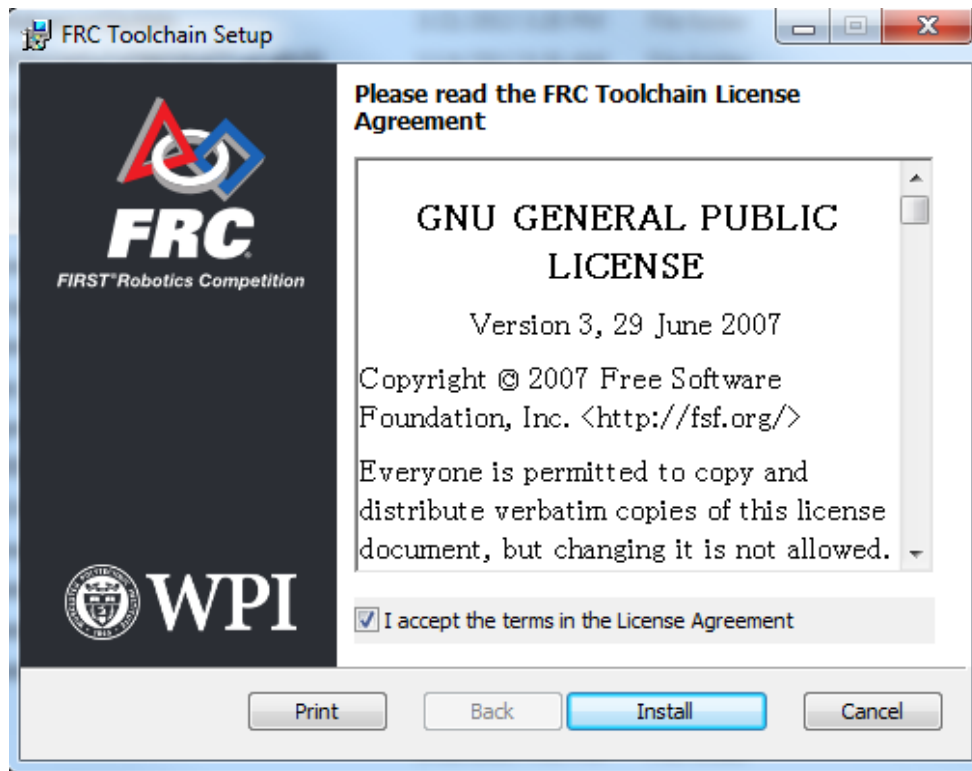 FRC Toolchain Setup
Please read the FRC Toolchain License
Agreement
FRC
FIRST® Robotics Competition
GNU GENERAL PUBLIC
LICENSE
Version 3, 29 June 2007
Copyright © 2007 Free Software
Foundation, Inc. <http://fsf.org/>
Everyone is permitted to copy and
distribute verbatim copies of this license
document, but changing it is not allowed.
WPI
I accept the terms in the License Agreement
Print
Back
Install
Cancel